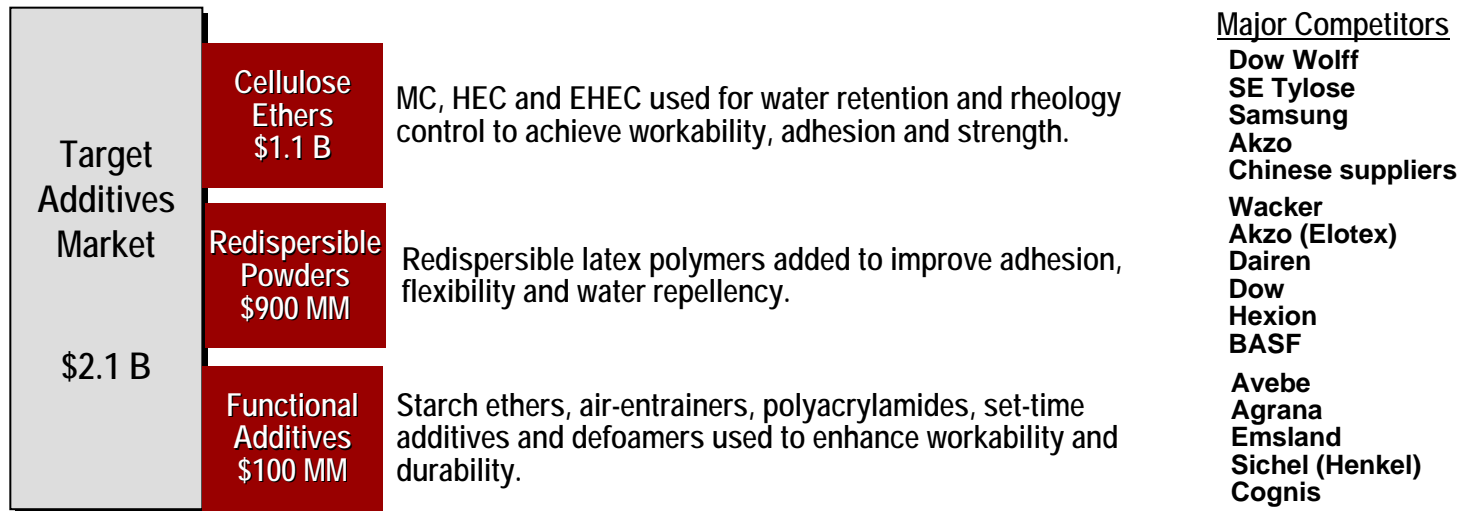 Target
Additives
Market
$2.1 B
Cellulose
Ethers
$1.1 B
MC, HEC and EHEC used for water retention and rheology
control to achieve workability, adhesion and strength.
Redispersible
Powders
$900 MM
Redispersible latex polymers added to improve adhesion,
flexibility and water repellency.
Functional
Additives
$100 MM
Starch ethers, air-entrainers, polyacrylamides, set-time
additives and defoamers used to enhance workability and
durability.
Major Competitors
Dow Wolff
SE Tylose
Samsung
Akzo
Chinese suppliers
Wacker
Akzo (Elotex)
Dairen
Dow
Hexion
BASF
Avebe
Agrana
Emsland
Sichel (Henkel)
Cognis